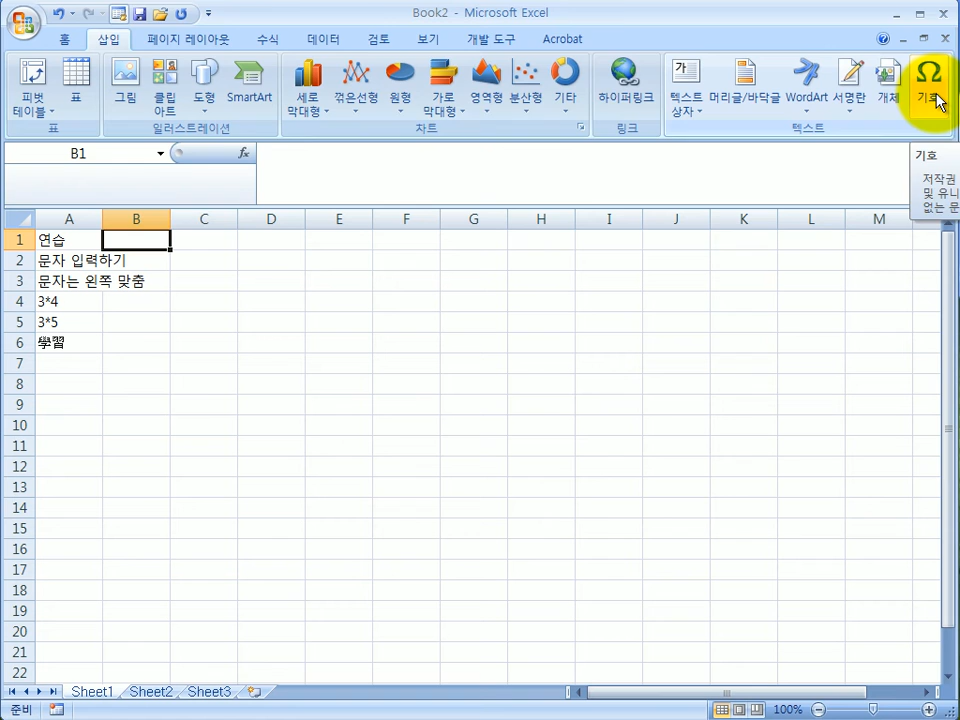 Book2 - Microsoft Excel
홈 삽입 페이지 레이아웃 수식 데이터 검토 보기 개발 도구 Acrobat
피벗 테이블 표 그림 클립 아트 도형 SmartArt 세로 막대형 꺾은선형 원형 가로 막대형 영역형 분산형 기타 하이퍼링크 텍스트 상자 머리글/바닥글 WordArt 서명란 개체 기호
표 일러스트레이션 차트 링크 텍스트
B1 fx
기호
저작권
및 유니
없는 문
A B C D E F G H I J K L M
1 연습
2 문자 입력하기
3 문자는 왼쪽 맞춤
4 3*4
5 3*5
6 學習
7
8
9
10
11
12
13
14
15
16
17
18
19
20
21
22
Sheet1 Sheet2 Sheet3
준비 100%